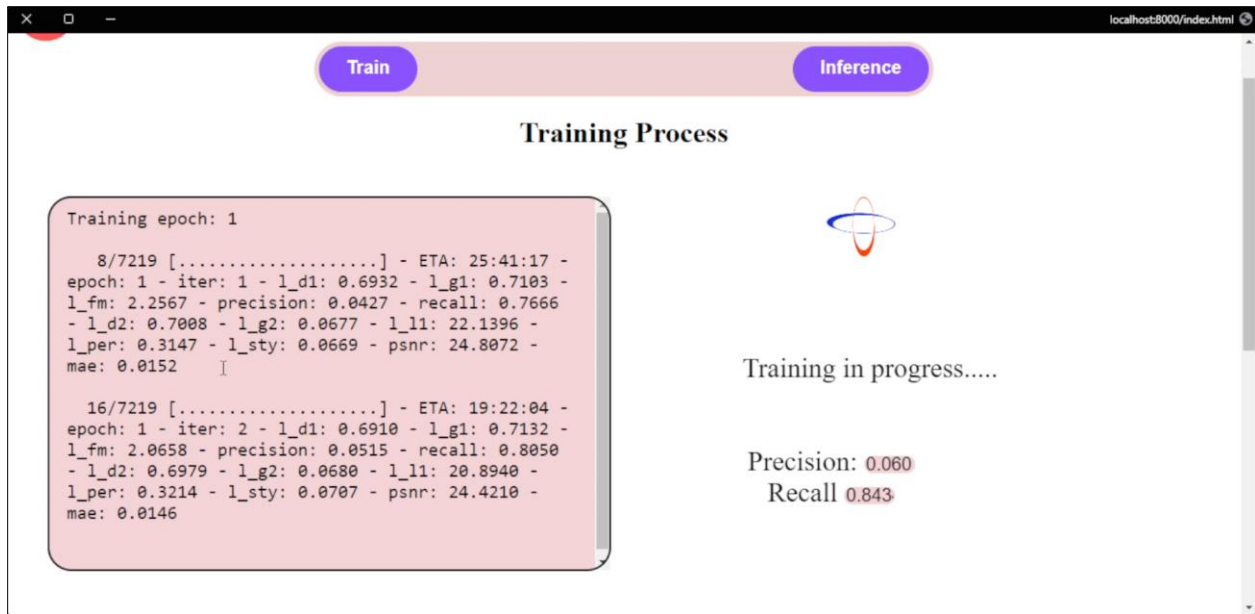 localhost:8000/index.html
Train
Inference
Training Process
Training epoch: 1
8/7219 [.....................] - ETA: 25:41:17 -
epoch: 1 - iter: 1 - l_d1: 0.6932 - l_g1: 0.7103 -
l_fm: 2.2567 - precision: 0.0427 - recall: 0.7666
- l_d2: 0.7008 - l_g2: 0.0677 - l_l1: 22.1396 -
l_per: 0.3147 - l_sty: 0.0669 - psnr: 24.8072 -
mae: 0.0152
16/7219 [.....................] - ETA: 19:22:04 -
epoch: 1 - iter: 2 - l_d1: 0.6910 - l_g1: 0.7132 -
l_fm: 2.0658 - precision: 0.0515 - recall: 0.8050
- l_d2: 0.6979 - l_g2: 0.0680 - l_l1: 20.8940 -
l_per: 0.3214 - l_sty: 0.0707 - psnr: 24.4210 -
mae: 0.0146
Training in progress.....
Precision: 0.060
Recall 0.843